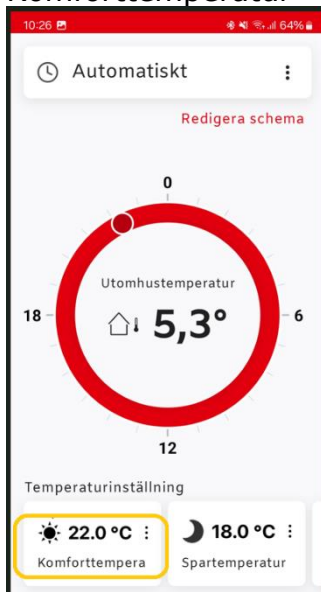 Komforttemperatur
10:26 64%
Automatiskt
Redigera schema
0
Utomhustemperatur
5,3°
18 6
12
Temperaturinställning
22.0 °C 18.0 °C
Komforttempera Spartemperatur